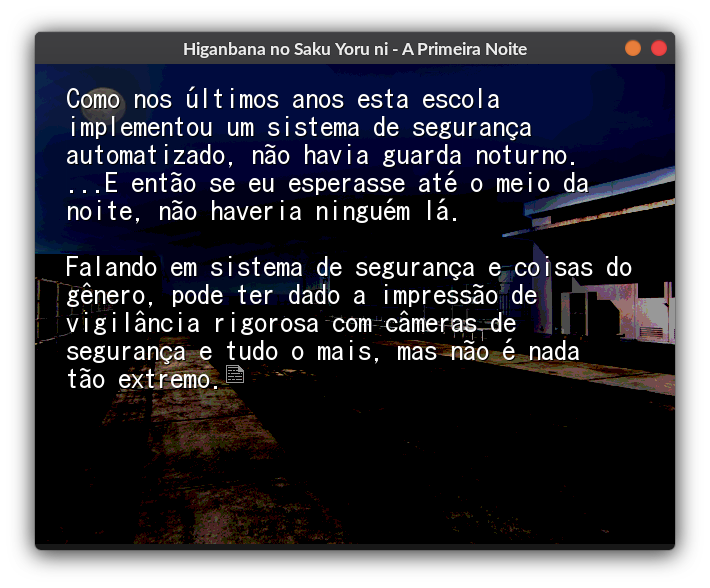 Higanbana no Saku Yoru ni - A Primeira Noite
Como nos últimos anos esta escola
implementou um sistema de segurança
automatizado, não havia guarda noturno.
...E então se eu esperasse até o meio da
noite, não haveria ninguém lá.
Falando em sistema de segurança e coisas do
gênero, pode ter dado a impressão de
vigilância rigorosa com câmeras de
segurança e tudo o mais, mas não é nada
tão extremo.